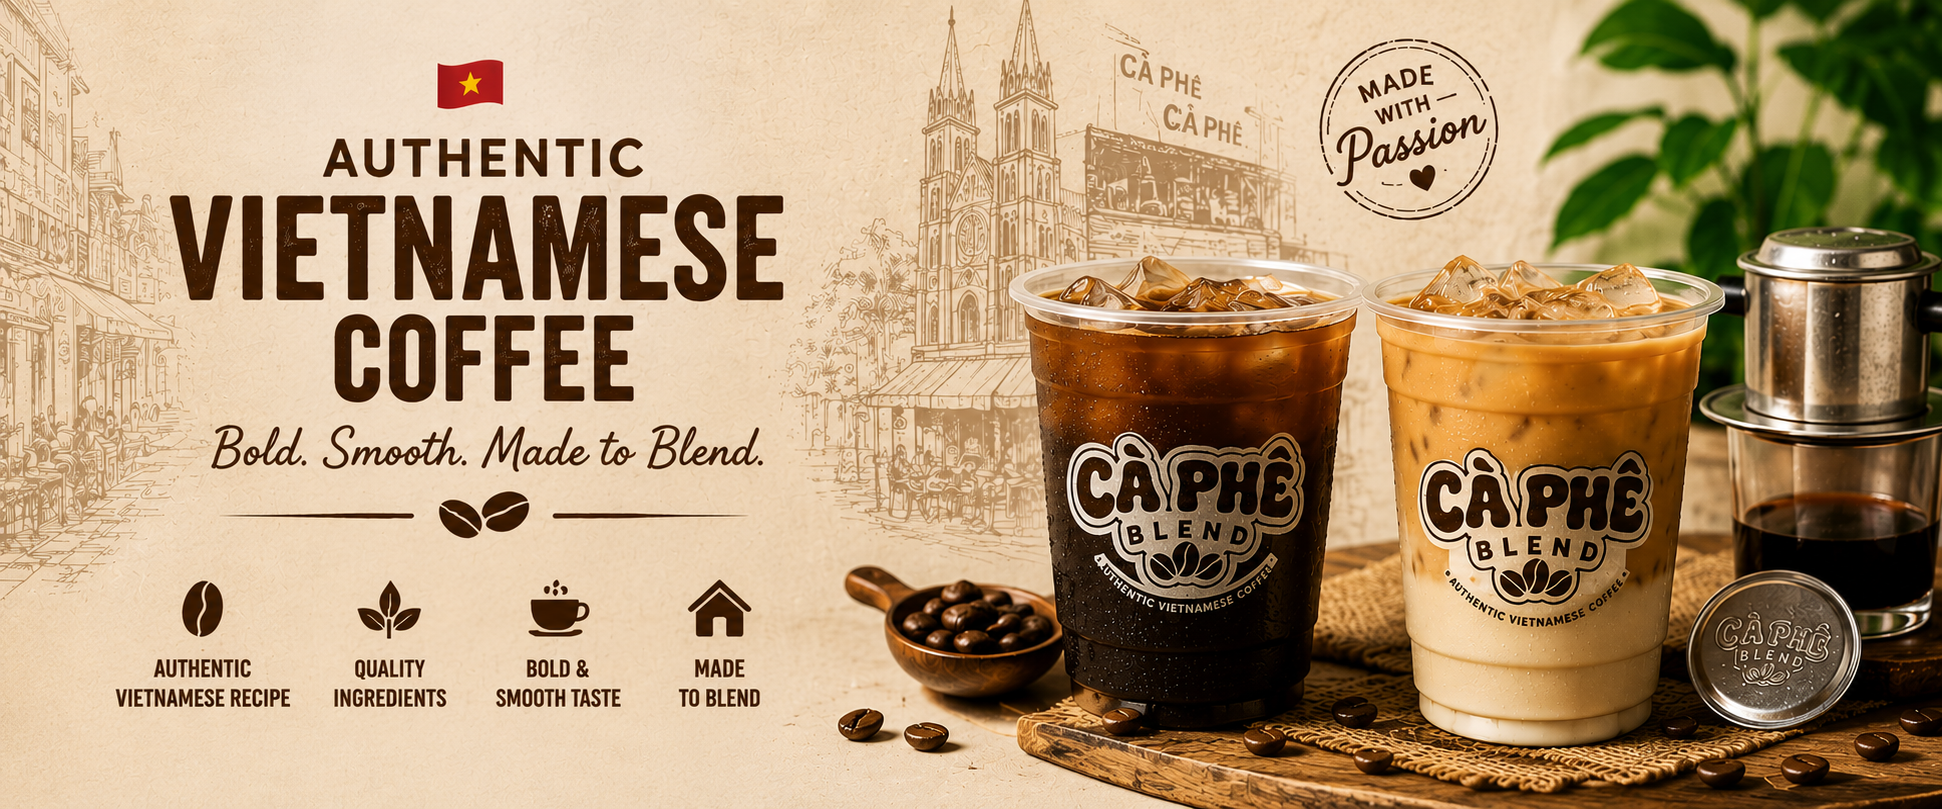 AUTHENTIC
VIETNAMESE
COFFEE
Bold. Smooth. Made to Blend.
AUTHENTIC
VIETNAMESE RECIPE
QUALITY
INGREDIENTS
BOLD &
SMOOTH TASTE
MADE
TO BLEND
CÀ PHÊ
CÀ PHÊ
MADE
WITH
Passion
CÀ PHÊ
BLEND
AUTHENTIC VIETNAMESE COFFEE
CÀ PHÊ
BLEND
• AUTHENTIC VIETNAMESE COFFEE •
CÀ PHÊ
BLEND